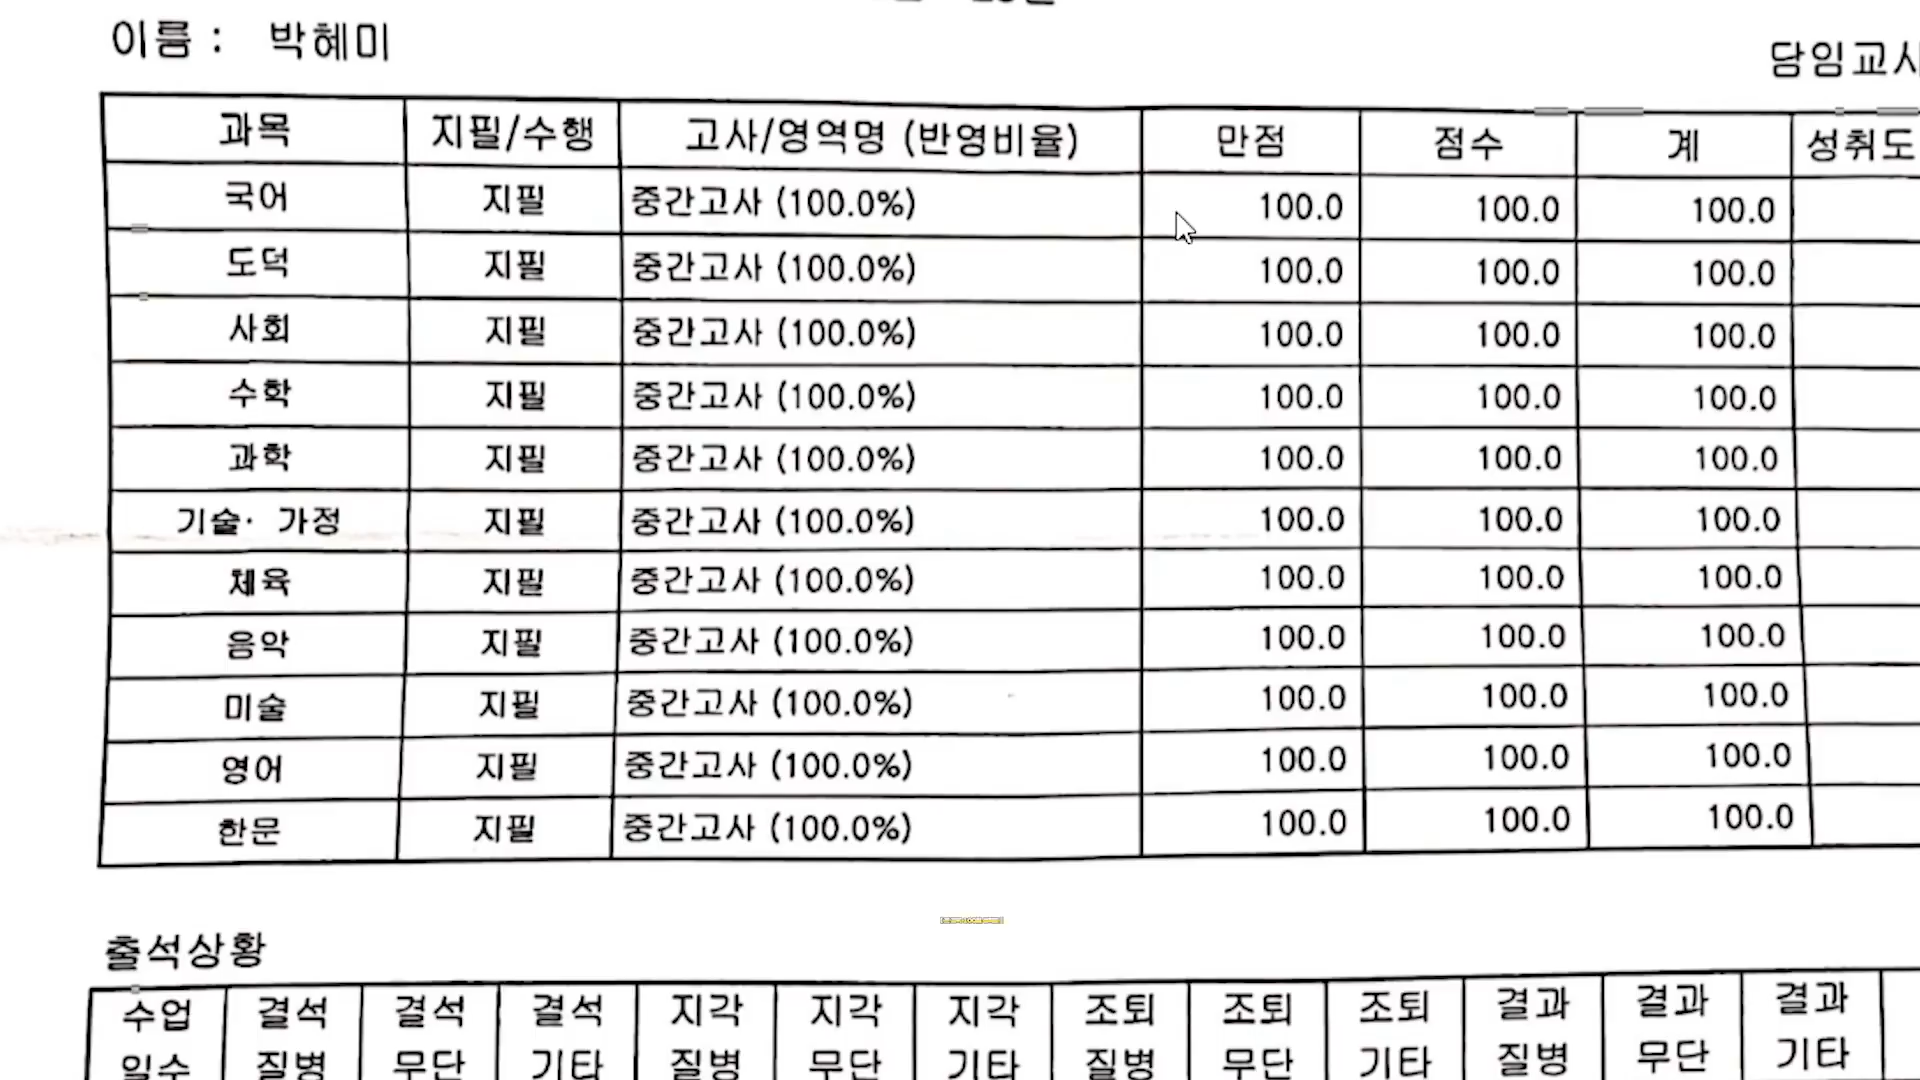 이름 : 박혜미
담임교사
과목 지필/수행 고사/영역명 (반영비율) 만점 점수 계 성취도
국어 지필 중간고사 (100.0%) 100.0 100.0 100.0
도덕 지필 중간고사 (100.0%) 100.0 100.0 100.0
사회 지필 중간고사 (100.0%) 100.0 100.0 100.0
수학 지필 중간고사 (100.0%) 100.0 100.0 100.0
과학 지필 중간고사 (100.0%) 100.0 100.0 100.0
기술· 가정 지필 중간고사 (100.0%) 100.0 100.0 100.0
체육 지필 중간고사 (100.0%) 100.0 100.0 100.0
음악 지필 중간고사 (100.0%) 100.0 100.0 100.0
미술 지필 중간고사 (100.0%) 100.0 100.0 100.0
영어 지필 중간고사 (100.0%) 100.0 100.0 100.0
한문 지필 중간고사 (100.0%) 100.0 100.0 100.0
출석상황
수업 결석 결석 결석 지각 지각 지각 조퇴 조퇴 조퇴 결과 결과 결과
일수 질병 무단 기타 질병 무단 기타 질병 무단 기타 질병 무단 기타